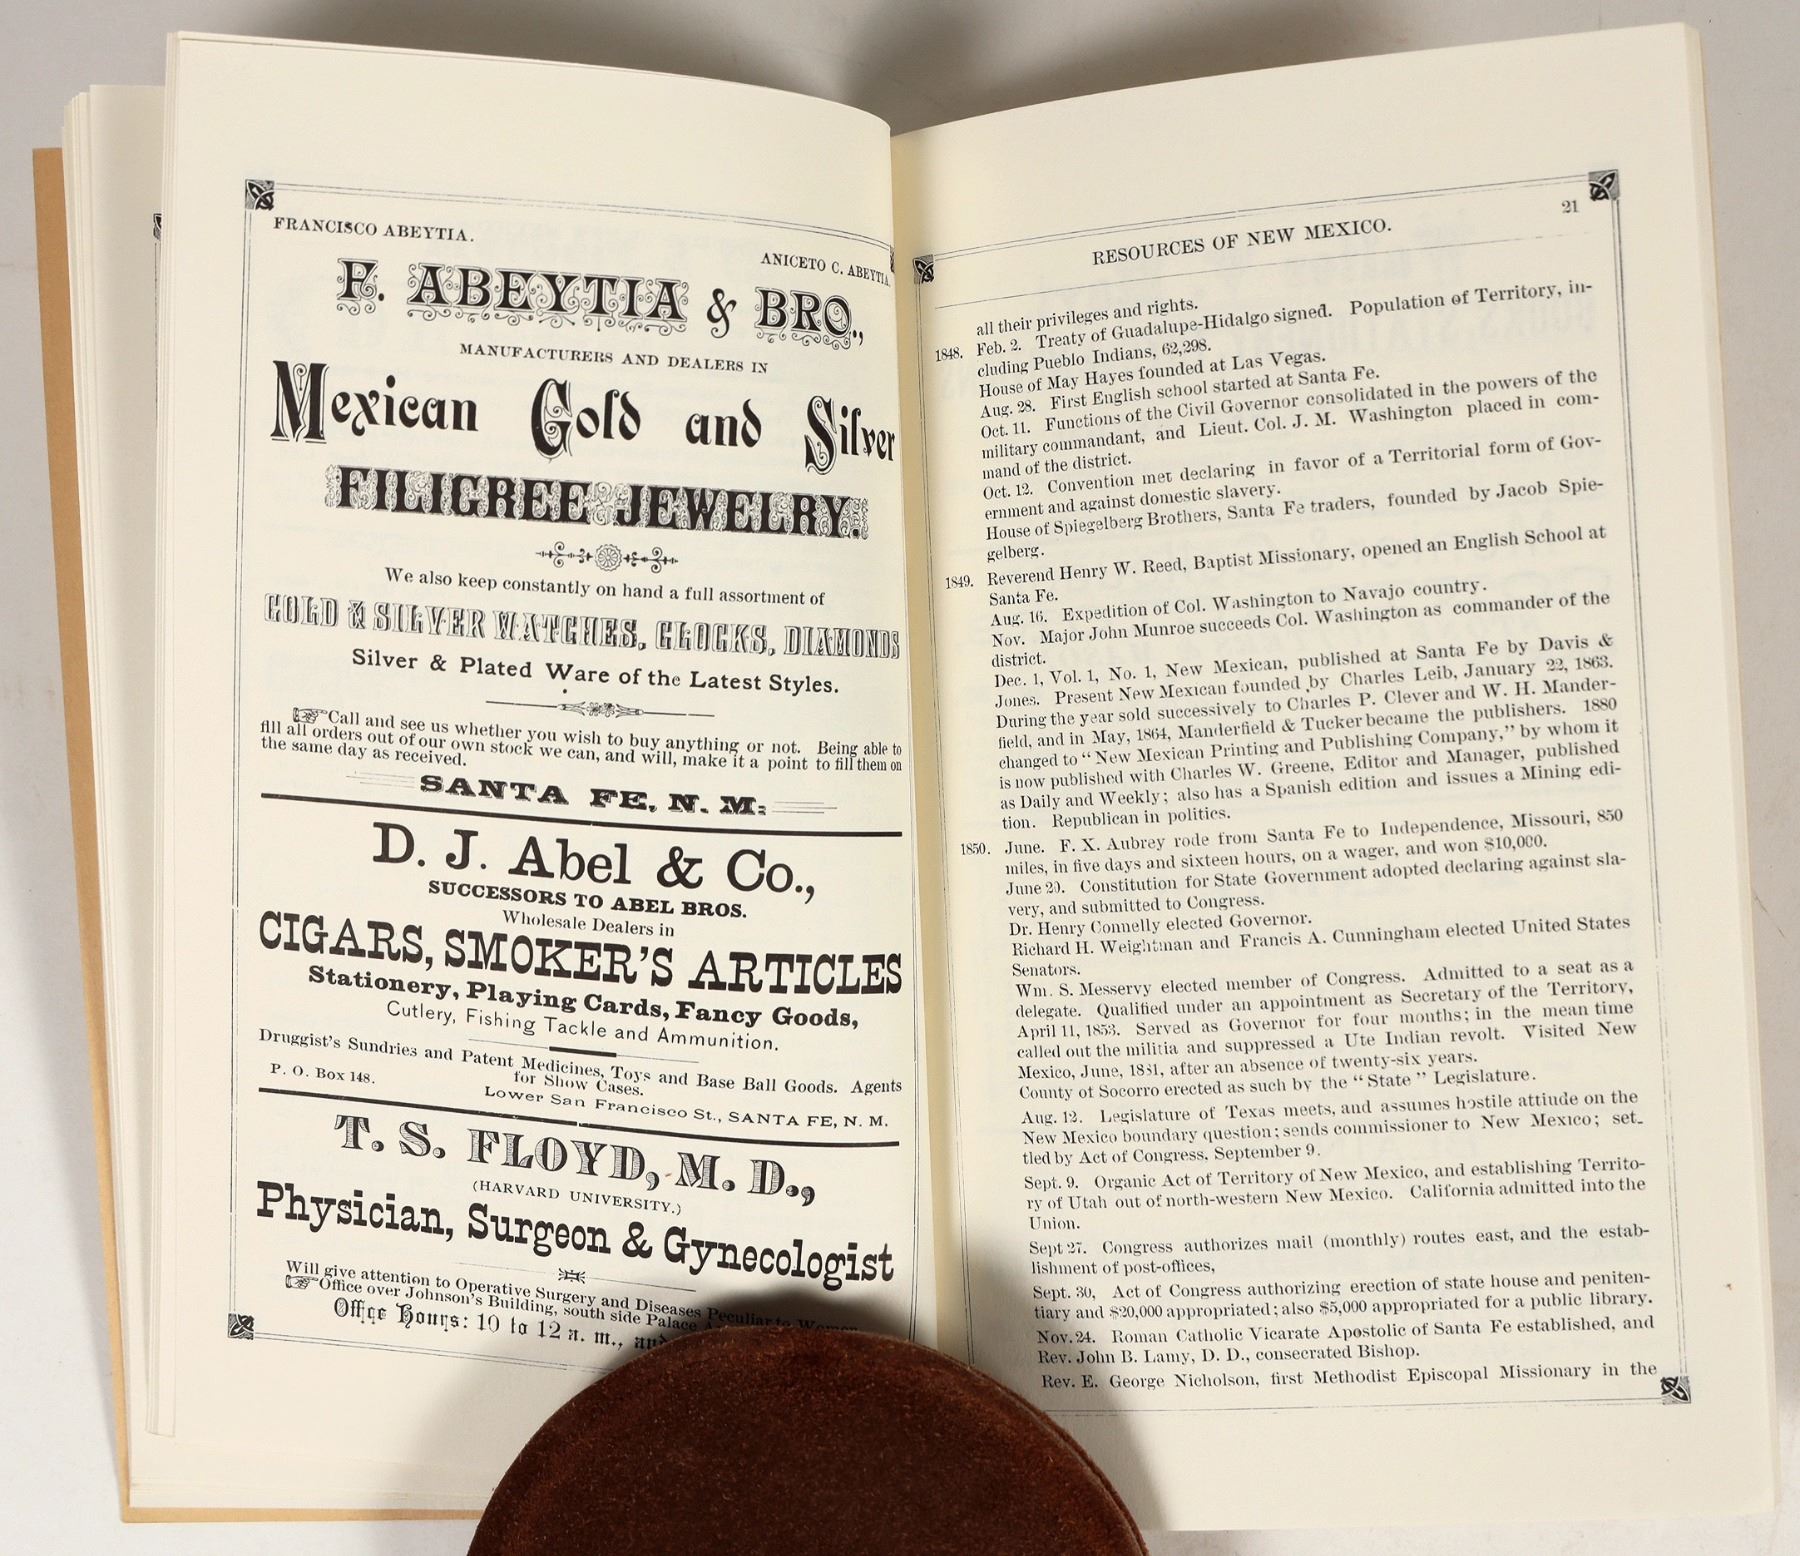 FRANCISCO ABEYTIA.
ANICETO C. ABEYTIA.
F. ABEYTIA & BRO.,
MANUFACTURERS AND DEALERS IN
Mexican Gold and Silver
FILIGREE JEWELRY.
We also keep constantly on hand a full assortment of
GOLD & SILVER WATCHES, CLOCKS, DIAMONDS
Silver & Plated Ware of the Latest Styles.
Call and see us whether you wish to buy anything or not. Being able to
fill all orders out of our own stock we can, and will, make it a point to fill them on
the same day as received.
SANTA FE, N. M.
D. J. Abel & Co.,
SUCCESSORS TO ABEL BROS.
Wholesale Dealers in
CIGARS, SMOKER'S ARTICLES
Stationery, Playing Cards, Fancy Goods,
Cutlery, Fishing Tackle and Ammunition.
Druggist's Sundries and Patent Medicines, Toys and Base Ball Goods. Agents
for Show Cases.
P. O. Box 148.
Lower San Francisco St., SANTA FE, N. M.
T. S. FLOYD, M. D.,
(HARVARD UNIVERSITY.)
Physician, Surgeon & Gynecologist
Will give attention to Operative Surgery and Diseases Peculiar to Women
Office over Johnson's Building, south side Palace
Office Hours: 10 to 12 a. m., and
21
RESOURCES OF NEW MEXICO.
all their privileges and rights.
1848. Feb. 2. Treaty of Guadalupe-Hidalgo signed. Population of Territory, in-
cluding Pueblo Indians, 62,298.
House of May Hayes founded at Las Vegas.
Aug. 28. First English school started at Santa Fe.
Oct. 11. Functions of the Civil Governor consolidated in the powers of the
military commandant, and Lieut. Col. J. M. Washington placed in com-
mand of the district.
Oct. 12. Convention met declaring in favor of a Territorial form of Gov-
ernment and against domestic slavery.
House of Spiegelberg Brothers, Santa Fe traders, founded by Jacob Spie-
gelberg.
1849. Reverend Henry W. Reed, Baptist Missionary, opened an English School at
Santa Fe.
Aug. 16. Expedition of Col. Washington to Navajo country.
Nov. Major John Munroe succeeds Col. Washington as commander of the
district.
Dec. 1, Vol. 1, No. 1, New Mexican, published at Santa Fe by Davis &
Jones. Present New Mexican founded by Charles Leib, January 22, 1863.
During the year sold successively to Charles P. Clever and W. H. Mander-
field, and in May, 1864, Manderfield & Tucker became the publishers. 1880
changed to "New Mexican Printing and Publishing Company," by whom it
is now published with Charles W. Greene, Editor and Manager, published
as Daily and Weekly; also has a Spanish edition and issues a Mining edi-
tion. Republican in politics.
1850. June. F. X. Aubrey rode from Santa Fe to Independence, Missouri, 850
miles, in five days and sixteen hours, on a wager, and won $10,000.
June 20. Constitution for State Government adopted declaring against sla-
very, and submitted to Congress.
Dr. Henry Connelly elected Governor.
Richard H. Weightman and Francis A. Cunningham elected United States
Senators.
Wm. S. Messervy elected member of Congress. Admitted to a seat as a
delegate. Qualified under an appointment as Secretary of the Territory,
April 11, 1853. Served as Governor for four months; in the mean time
called out the militia and suppressed a Ute Indian revolt. Visited New
Mexico, June, 1881, after an absence of twenty-six years.
County of Socorro erected as such by the "State" Legislature.
Aug. 12. Legislature of Texas meets, and assumes hostile attiude on the
New Mexico boundary question; sends commissioner to New Mexico; set-
tled by Act of Congress, September 9.
Sept. 9. Organic Act of Territory of New Mexico, and establishing Territo-
ry of Utah out of north-western New Mexico. California admitted into the
Union.
Sept 27. Congress authorizes mail (monthly) routes east, and the estab-
lishment of post-offices,
Sept. 30, Act of Congress authorizing erection of state house and peniten-
tiary and $20,000 appropriated; also $5,000 appropriated for a public library.
Nov. 24. Roman Catholic Vicarate Apostolic of Santa Fe established, and
Rev. John B. Lamy, D. D., consecrated Bishop.
Rev. E. George Nicholson, first Methodist Episcopal Missionary in the